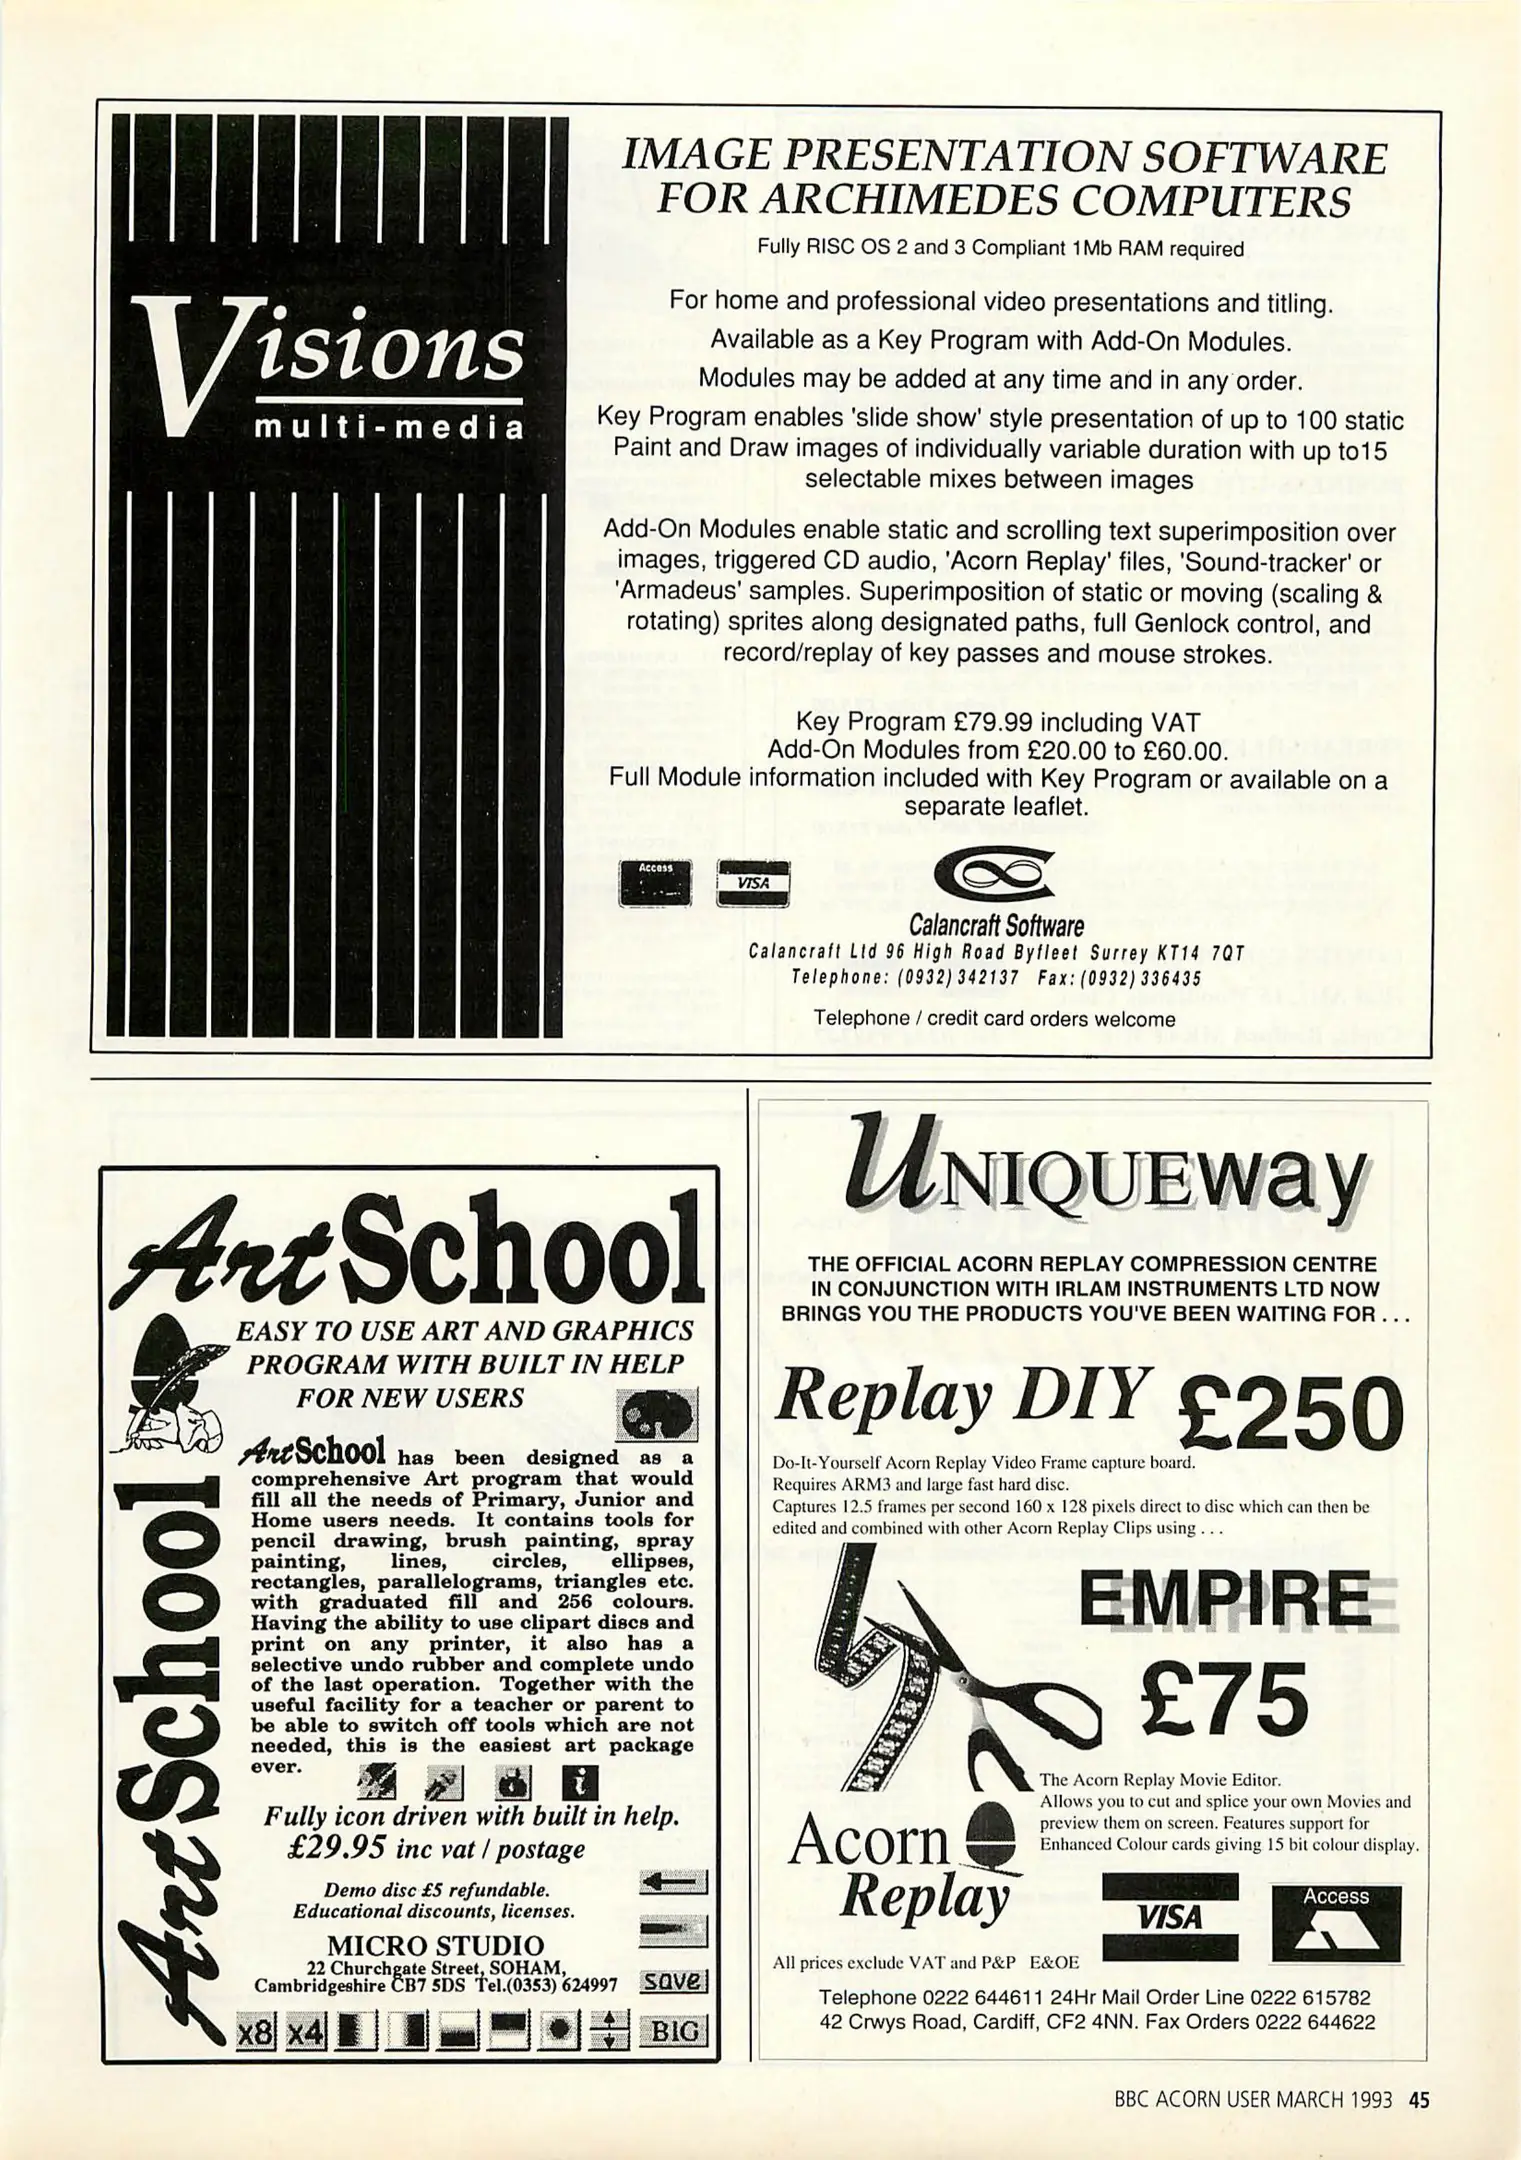 IMAGE PRESENTATION SOFTWARE
FOR ARCHIMEDES COMPUTERS
Fully RISC OS 2 and 3 Compliant 1Mb RAM required
Visions
multi-media
For home and professional video presentations and titling.
Available as a Key Program with Add-On Modules.
Modules may be added at any time and in any order.
Key Program enables 'slide show' style presentation of up to 100 static
Paint and Draw images of individually variable duration with up to15
selectable mixes between images
Add-On Modules enable static and scrolling text superimposition over
images, triggered CD audio, 'Acorn Replay' files, 'Sound-tracker' or
'Armadeus' samples. Superimposition of static or moving (scaling &
rotating) sprites along designated paths, full Genlock control, and
record/replay of key passes and mouse strokes.
Key Program £79.99 including VAT
Add-On Modules from £20.00 to £60.00.
Full Module information included with Key Program or available on a
separate leaflet.
Access
VISA
Calancraft Software
Calancraft Ltd 96 High Road Byfleet Surrey KT14 7QT
Telephone: (0932) 342137 Fax: (0932) 336435
Telephone / credit card orders welcome
ArtSchool
EASY TO USE ART AND GRAPHICS
PROGRAM WITH BUILT IN HELP
FOR NEW USERS
ArtSchool
ArtSchool has been designed as a
comprehensive Art program that would
fill all the needs of Primary, Junior and
Home users needs. It contains tools for
pencil drawing, brush painting, spray
painting, lines, circles, ellipses,
rectangles, parallelograms, triangles etc.
with graduated fill and 256 colours.
Having the ability to use clipart discs and
print on any printer, it also has a
selective undo rubber and complete undo
of the last operation. Together with the
useful facility for a teacher or parent to
be able to switch off tools which are not
needed, this is the easiest art package
ever.
i
Fully icon driven with built in help.
£29.95 inc vat / postage
Demo disc £5 refundable.
Educational discounts, licenses.
MICRO STUDIO
22 Churchgate Street, SOHAM,
Cambridgeshire CB7 5DS Tel.(0353) 624997
save
x8 x4 BIG
UNIQUEway
THE OFFICIAL ACORN REPLAY COMPRESSION CENTRE
IN CONJUNCTION WITH IRLAM INSTRUMENTS LTD NOW
BRINGS YOU THE PRODUCTS YOU'VE BEEN WAITING FOR . . .
Replay DIY £250
Do-It-Yourself Acorn Replay Video Frame capture board.
Requires ARM3 and large fast hard disc.
Captures 12.5 frames per second 160 x 128 pixels direct to disc which can then be
edited and combined with other Acorn Replay Clips using . . .
EMPIRE
£75
The Acorn Replay Movie Editor.
Allows you to cut and splice your own Movies and
preview them on screen. Features support for
Enhanced Colour cards giving 15 bit colour display.
Acorn
Replay
VISA
Access
All prices exclude VAT and P&P E&OE
Telephone 0222 644611 24Hr Mail Order Line 0222 615782
42 Crwys Road, Cardiff, CF2 4NN. Fax Orders 0222 644622
BBC ACORN USER MARCH 1993 45